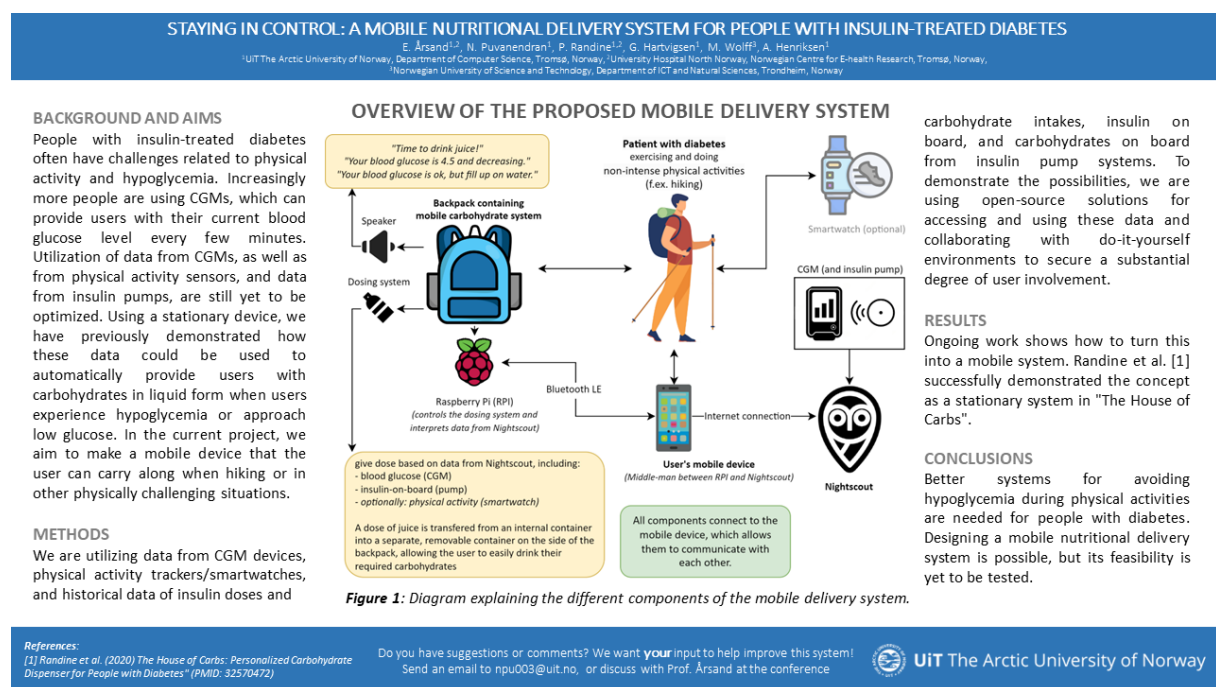 STAYING IN CONTROL: A MOBILE NUTRITIONAL DELIVERY SYSTEM FOR PEOPLE WITH INSULIN-TREATED DIABETES
E. Årsand1,2, N. Puvanendran1, P. Randine1,2, G. Hartvigsen1, M. Wolff3, A. Henriksen1
1UiT The Arctic University of Norway, Department of Computer Science, Tromsø, Norway, 2University Hospital North Norway, Norwegian Centre for E-health Research, Tromsø, Norway,
3Norwegian University of Science and Technology, Department of ICT and Natural Sciences, Trondheim, Norway
BACKGROUND AND AIMS
People with insulin-treated diabetes
often have challenges related to physical
activity and hypoglycemia. Increasingly
more people are using CGMs, which can
provide users with their current blood
glucose level every few minutes.
Utilization of data from CGMs, as well as
from physical activity sensors, and data
from insulin pumps, are still yet to be
optimized. Using a stationary device, we
have previously demonstrated how
these data could be used to
automatically provide users with
carbohydrates in liquid form when users
experience hypoglycemia or approach
low glucose. In the current project, we
aim to make a mobile device that the
user can carry along when hiking or in
other physically challenging situations.
METHODS
We are utilizing data from CGM devices,
physical activity trackers/smartwatches,
and historical data of insulin doses and
OVERVIEW OF THE PROPOSED MOBILE DELIVERY SYSTEM
"Time to drink juice!"
"Your blood glucose is 4.5 and decreasing."
"Your blood glucose is ok, but fill up on water."
Speaker
Backpack containing
mobile carbohydrate system
Dosing system
Patient with diabetes
exercising and doing
non-intense physical activities
(f.ex. hiking)
Smartwatch (optional)
CGM (and insulin pump)
Raspberry Pi (RPI)
(controls the dosing system and
interprets data from Nightscout)
Bluetooth LE
Internet connection
User's mobile device
(Middle-man between RPI and Nightscout)
Nightscout
give dose based on data from Nightscout, including:
- blood glucose (CGM)
- insulin-on-board (pump)
- optionally: physical activity (smartwatch)
A dose of juice is transfered from an internal container
into a separate, removable container on the side of the
backpack, allowing the user to easily drink their
required carbohydrates
All components connect to the
mobile device, which allows
them to communicate with
each other.
Figure 1: Diagram explaining the different components of the mobile delivery system.
carbohydrate intakes, insulin on
board, and carbohydrates on board
from insulin pump systems. To
demonstrate the possibilities, we are
using open-source solutions for
accessing and using these data and
collaborating with do-it-yourself
environments to secure a substantial
degree of user involvement.
RESULTS
Ongoing work shows how to turn this
into a mobile system. Randine et al. [1]
successfully demonstrated the concept
as a stationary system in "The House of
Carbs".
CONCLUSIONS
Better systems for avoiding
hypoglycemia during physical activities
are needed for people with diabetes.
Designing a mobile nutritional delivery
system is possible, but its feasibility is
yet to be tested.
References:
[1] Randine et al. (2020) The House of Carbs: Personalized Carbohydrate
Dispenser for People with Diabetes" (PMID: 32570472)
Do you have suggestions or comments? We want your input to help improve this system!
Send an email to npu003@uit.no, or discuss with Prof. Årsand at the conference
UiT The Arctic University of Norway